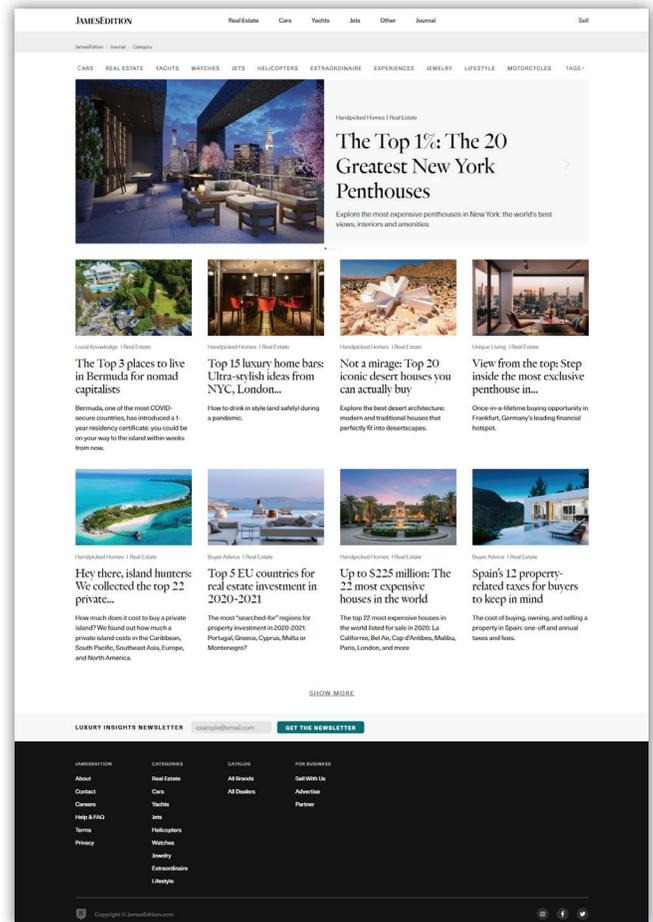 JAMESEDITION
Real Estate Cars Yachts Jets Other Journal Sell
JamesEdition Journal Category
CARS REAL ESTATE YACHTS WATCHES JETS HELICOPTERS EXTRAORDINAIRE EXPERIENCES JEWELRY LIFESTYLE MOTORCYCLES TAGS
Handpicked Homes | Real Estate
The Top 1%: The 20
Greatest New York
Penthouses
Explore the most expensive penthouses in New York: the world's best
views, interiors and amenities
Local Knowledge | Real Estate
The Top 3 places to live
in Bermuda for nomad
capitalists
Bermuda, one of the most COVID-
secure countries, has introduced a 1-
year residency certificate: you could be
on your way to the island within weeks
from now.
Handpicked Homes | Real Estate
Top 15 luxury home bars:
Ultra-stylish ideas from
NYC, London...
How to drink in style (and safely) during
a pandemic.
Handpicked Homes | Real Estate
Not a mirage: Top 20
iconic desert houses you
can actually buy
Explore the best desert architecture:
modern and traditional houses that
perfectly fit into desertscapes.
Unique Living | Real Estate
View from the top: Step
inside the most exclusive
penthouse in...
Once-in-a-lifetime buying opportunity in
Frankfurt, Germany's leading financial
hotspot.
Handpicked Homes | Real Estate
Hey there, island hunters:
We collected the top 22
private...
How much does it cost to buy a private
island? We found out how much a
private island costs in the Caribbean,
South Pacific, Southeast Asia, Europe,
and North America.
Buyer Advice | Real Estate
Top 5 EU countries for
real estate investment in
2020-2021
The most "searched-for" regions for
property investment in 2020-2021:
Portugal, Greece, Cyprus, Malta or
Montenegro?
Handpicked Homes | Real Estate
Up to $225 million: The
22 most expensive
houses in the world
The top 22 most expensive houses in
the world listed for sale in 2020: La
Californie, Bel Air, Cap d'Antibes, Malibu,
Paris, London, and more
Buyer Advice | Real Estate
Spain's 12 property-
related taxes for buyers
to keep in mind
The cost of buying, owning, and selling a
property in Spain: one-off and annual
taxes and fees.
SHOW MORE
LUXURY INSIGHTS NEWSLETTER example@email.com GET THE NEWSLETTER
JAMESEDITION
About
Contact
Careers
Help & FAQ
Terms
Privacy
CATEGORIES
Real Estate
Cars
Yachts
Jets
Helicopters
Watches
Jewelry
Extraordinaire
Lifestyle
CATALOG
All Brands
All Dealers
FOR BUSINESS
Sell With Us
Advertise
Partner
Copyright © JamesEdition.com